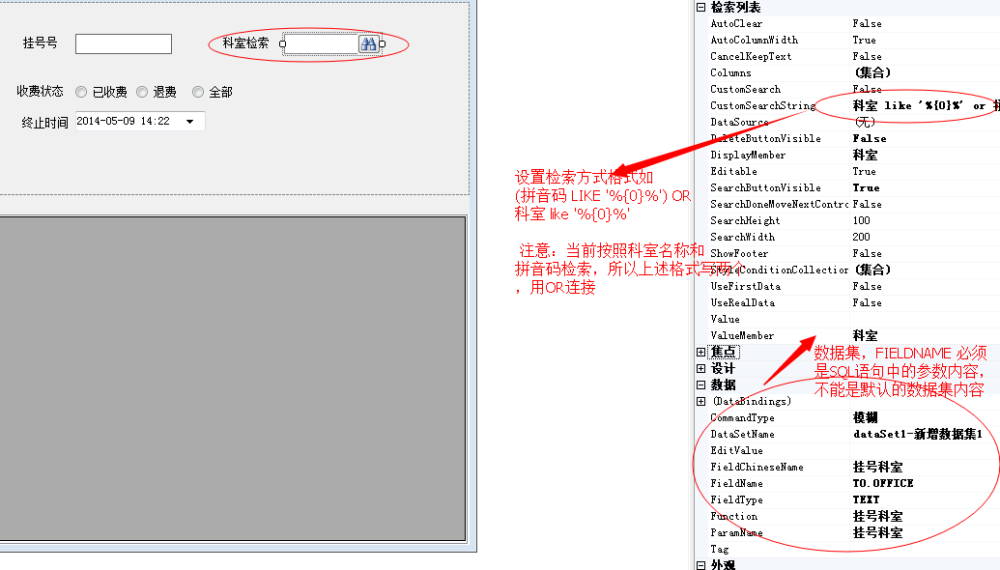 挂号号
科室检索
收费状态 已收费 退费 全部
终止时间 2014-05-09 14:22
设置检索方式格式如
(拼音码 LIKE '%{0}%') OR
科室 like '%{0}%'
注意：当前按照科室名称和
拼音码检索，所以上述格式写两个
，用OR连接
检索列表
AutoClear False
AutoColumnWidth True
CancelKeepText False
Columns (集合)
CustomSearch False
CustomSearchString 科室 like '%{0}%' or
DataSource (无)
DeleteButtonVisible False
DisplayMember 科室
Editable True
SearchButtonVisible True
SearchDoneMoveNextContro False
SearchHeight 100
SearchWidth 200
ShowFooter False
StyleConditionCollection (集合)
UseFirstData False
UseRealData False
Value
ValueMember 科室
焦点
设计
数据
数据集，FIELDNAME 必须
是SQL语句中的参数内容，
不能是默认的数据集内容
(DataBindings)
CommandType 模糊
DataSetName dataSet1-新增数据集1
EditValue
FieldChineseName 挂号科室
FieldName TO.OFFICE
FieldType TEXT
Function 挂号科室
ParamName 挂号科室
Tag
外观